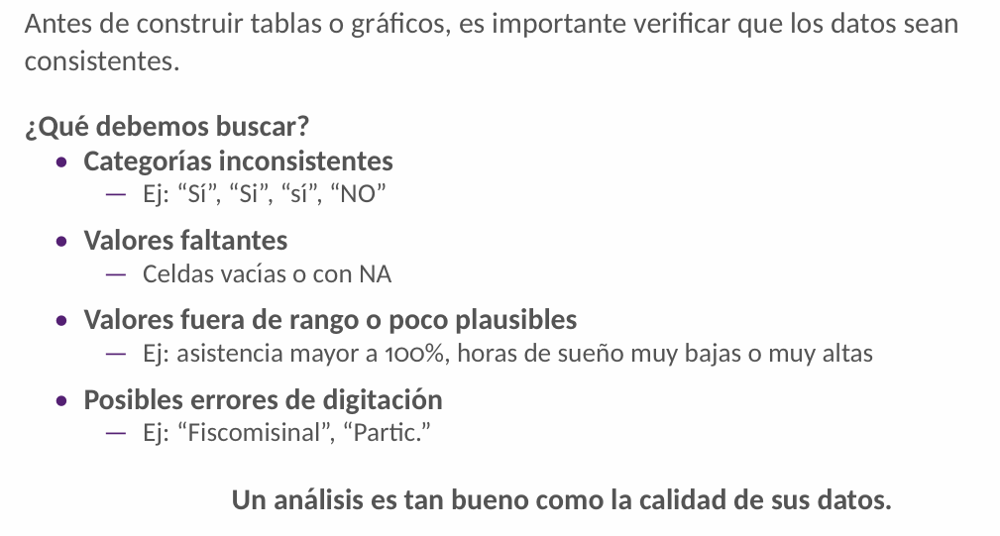 Antes de construir tablas o gráficos, es importante verificar que los datos sean
consistentes.
¿Qué debemos buscar?
• Categorías inconsistentes
— Ej: “Sí”, “Si”, “sí”, “NO”
• Valores faltantes
— Celdas vacías o con NA
• Valores fuera de rango o poco plausibles
— Ej: asistencia mayor a 100%, horas de sueño muy bajas o muy altas
• Posibles errores de digitación
— Ej: “Fiscomisinal”, “Partic.”
Un análisis es tan bueno como la calidad de sus datos.